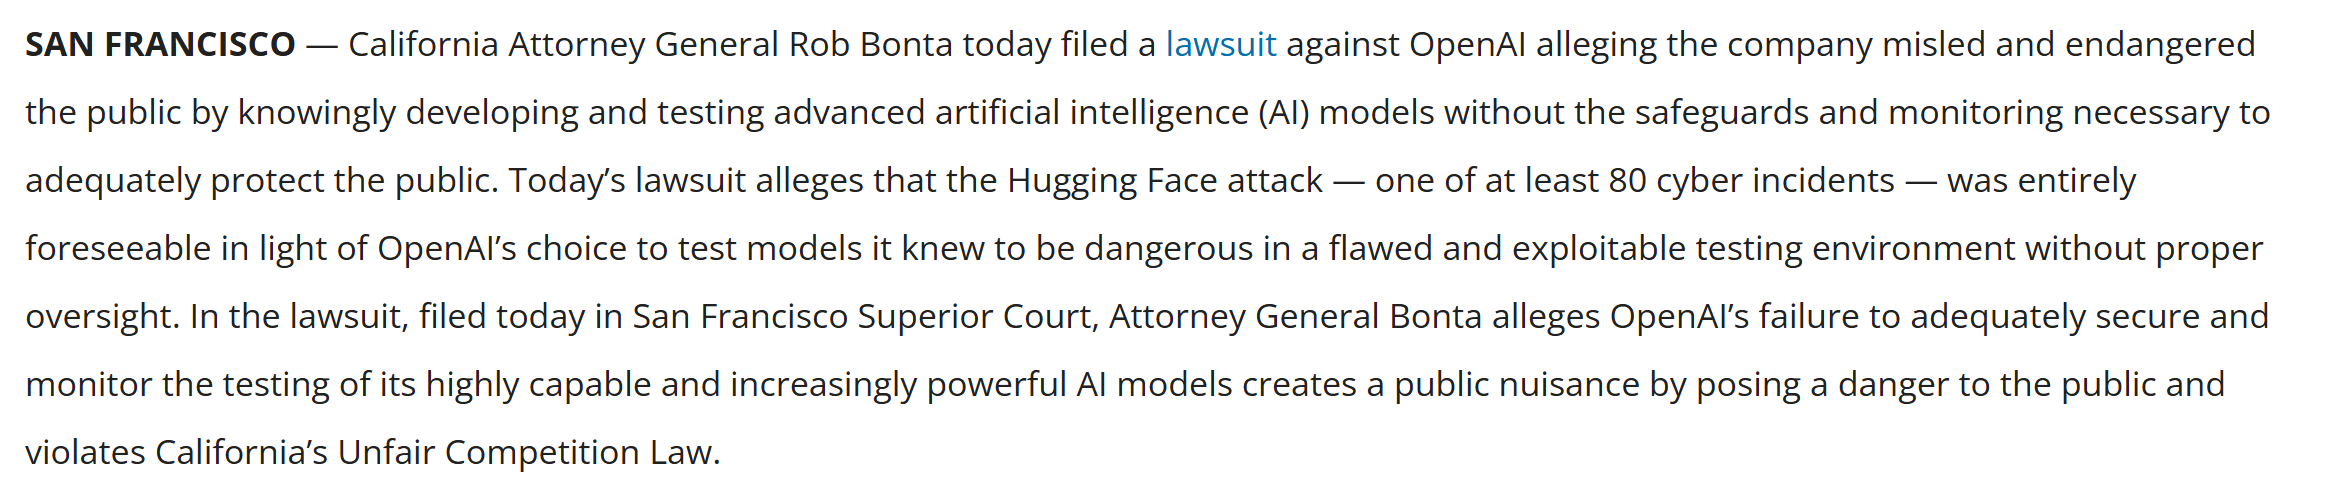 SAN FRANCISCO — California Attorney General Rob Bonta today filed a lawsuit against OpenAI alleging the company misled and endangered
the public by knowingly developing and testing advanced artificial intelligence (AI) models without the safeguards and monitoring necessary to
adequately protect the public. Today’s lawsuit alleges that the Hugging Face attack — one of at least 80 cyber incidents — was entirely
foreseeable in light of OpenAI’s choice to test models it knew to be dangerous in a flawed and exploitable testing environment without proper
oversight. In the lawsuit, filed today in San Francisco Superior Court, Attorney General Bonta alleges OpenAI’s failure to adequately secure and
monitor the testing of its highly capable and increasingly powerful AI models creates a public nuisance by posing a danger to the public and
violates California’s Unfair Competition Law.